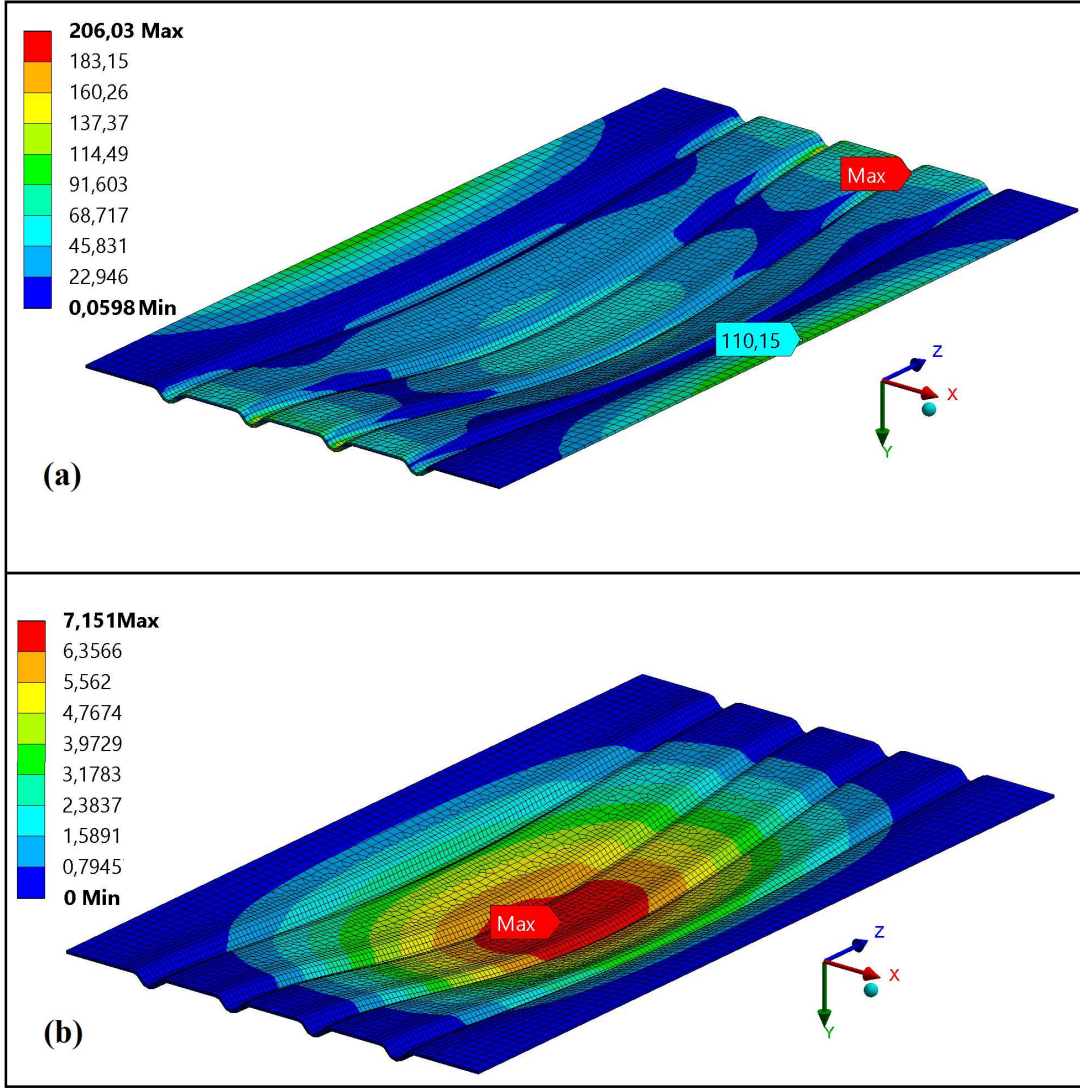 206,03 Max
183,15
160,26
137,37
114,49
91,603
68,717
45,831
22,946
0,0598 Min
Max
110,15
Z
X
Y
(a)
7,151Max
6,3566
5,562
4,7674
3,9729
3,1783
2,3837
1,5891
0,7945
0 Min
Max
Z
X
Y
(b)